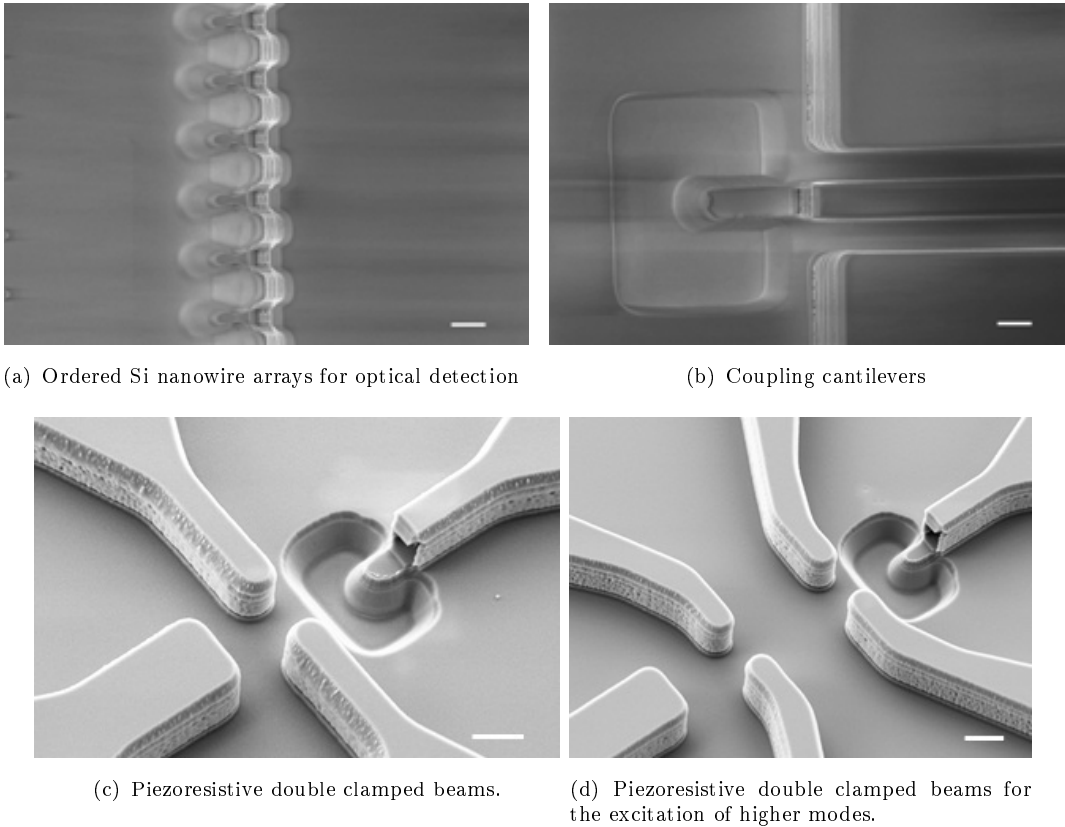 (a) Ordered Si nanowire arrays for optical detection
(b) Coupling cantilevers
(c) Piezoresistive double clamped beams.
(d) Piezoresistive double clamped beams for
the excitation of higher modes.